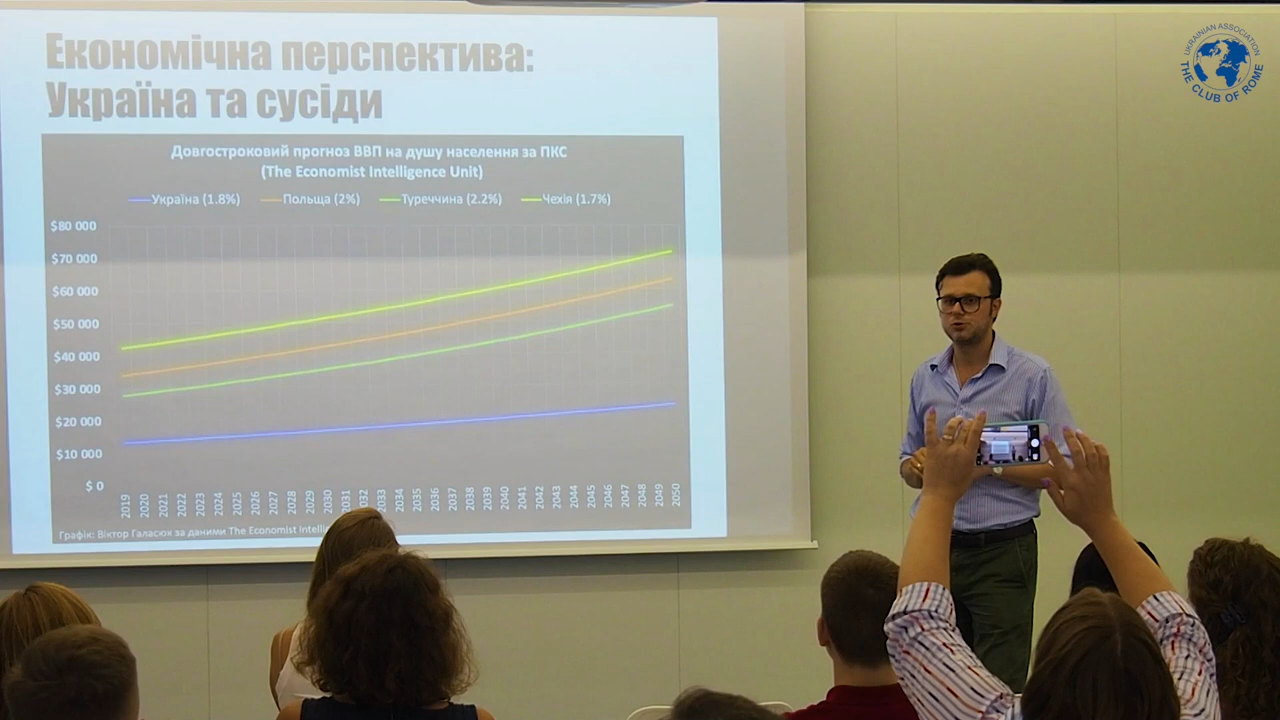 Економічна перспектива:
Україна та сусіди
Довгостроковий прогноз ВВП на душу населення за ПКС
(The Economist Intelligence Unit)
Україна (1.8%) Польща (2%) Туреччина (2.2%) Чехія (1.7%)
$80 000
$70 000
$60 000
$50 000
$40 000
$30 000
$20 000
$10 000
$ 0
2019 2020 2021 2022 2023 2024 2025 2026 2027 2028 2029 2030 2031 2032 2033 2034 2035 2036 2037 2038 2039 2040 2041 2042 2043 2044 2045 2046 2047 2048 2049 2050
Графік: Віктор Галасюк за даними The Economist
UKRAINIAN ASSOCIATION
THE CLUB OF ROME